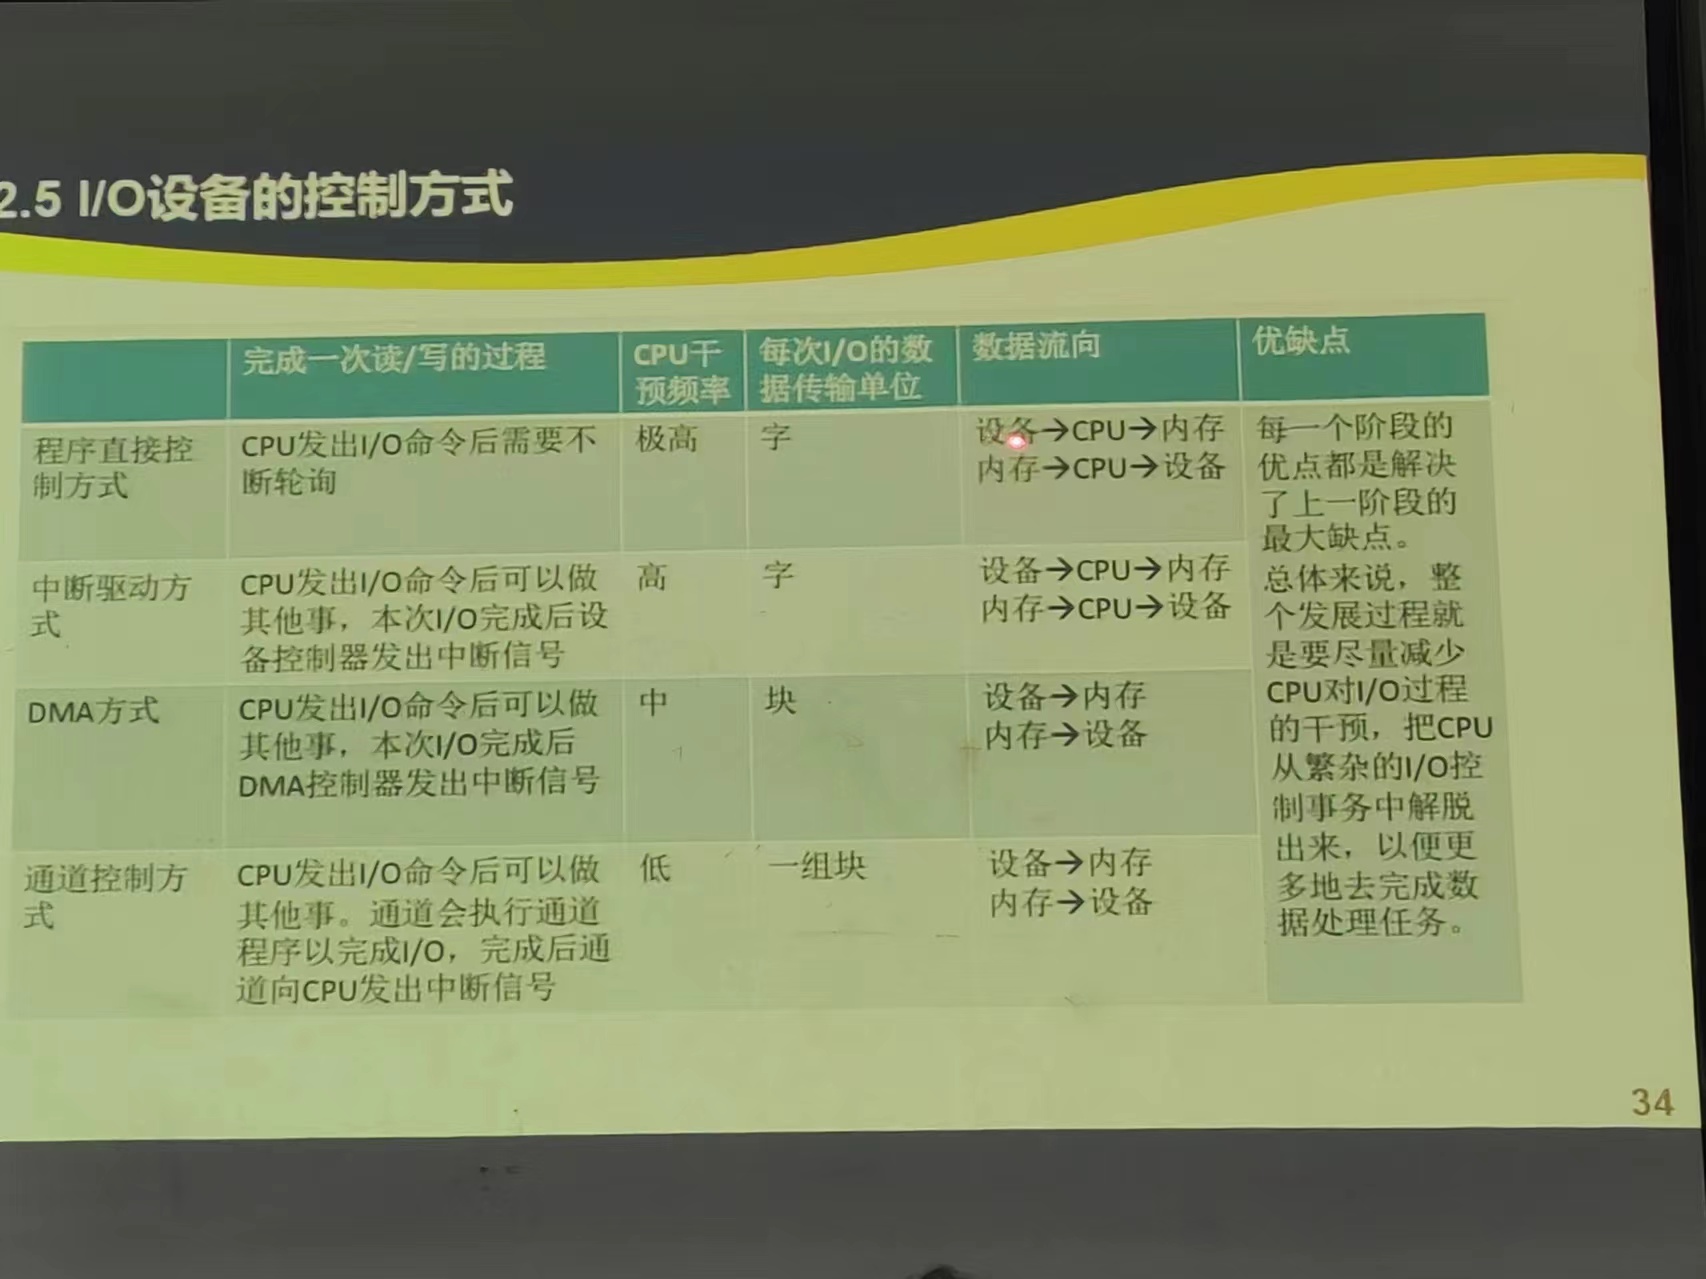 2.5 I/O设备的控制方式
完成一次读/写的过程
CPU干
预频率
每次I/O的数
据传输单位
数据流向
优缺点
程序直接控
制方式
CPU发出I/O命令后需要不
断轮询
极高
字
设备→CPU→内存
内存→CPU→设备
每一个阶段的
优点都是解决
了上一阶段的
最大缺点。
总体来说，整
个发展过程就
是要尽量减少
CPU对I/O过程
的干预，把CPU
从繁杂的I/O控
制事务中解脱
出来，以便更
多地去完成数
据处理任务。
中断驱动方
式
CPU发出I/O命令后可以做
其他事，本次I/O完成后设
备控制器发出中断信号
高
字
设备→CPU→内存
内存→CPU→设备
DMA方式
CPU发出I/O命令后可以做
其他事，本次I/O完成后
DMA控制器发出中断信号
中
块
设备→内存
内存→设备
通道控制方
式
CPU发出I/O命令后可以做
其他事。通道会执行通道
程序以完成I/O，完成后通
道向CPU发出中断信号
低
一组块
设备→内存
内存→设备
34